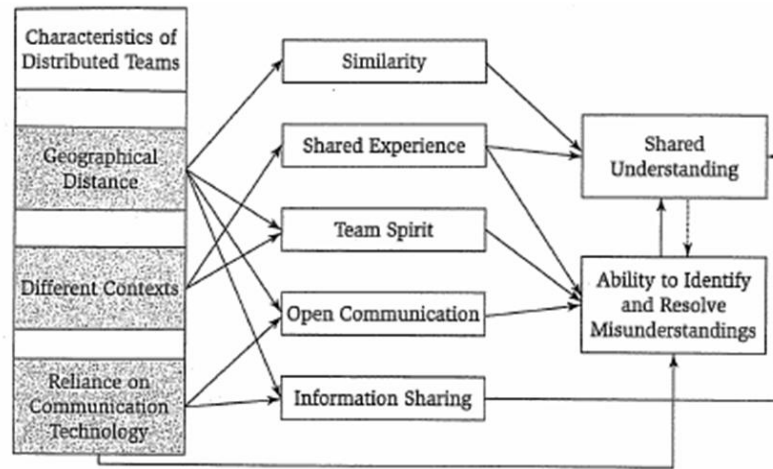 Characteristics of
Distributed Teams
Geographical
Distance
Different Contexts
Reliance on
Communication
Technology
Similarity
Shared Experience
Team Spirit
Open Communication
Information Sharing
Shared
Understanding
Ability to Identify
and Resolve
Misunderstandings